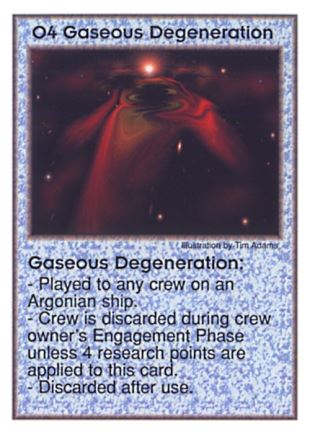 O4 Gaseous Degeneration
Illustration by Tim Adams
Gaseous Degeneration:
- Played to any crew on an
Argonian ship.
- Crew is discarded during crew
owner's Engagement Phase
unless 4 research points are
applied to this card.
- Discarded after use.